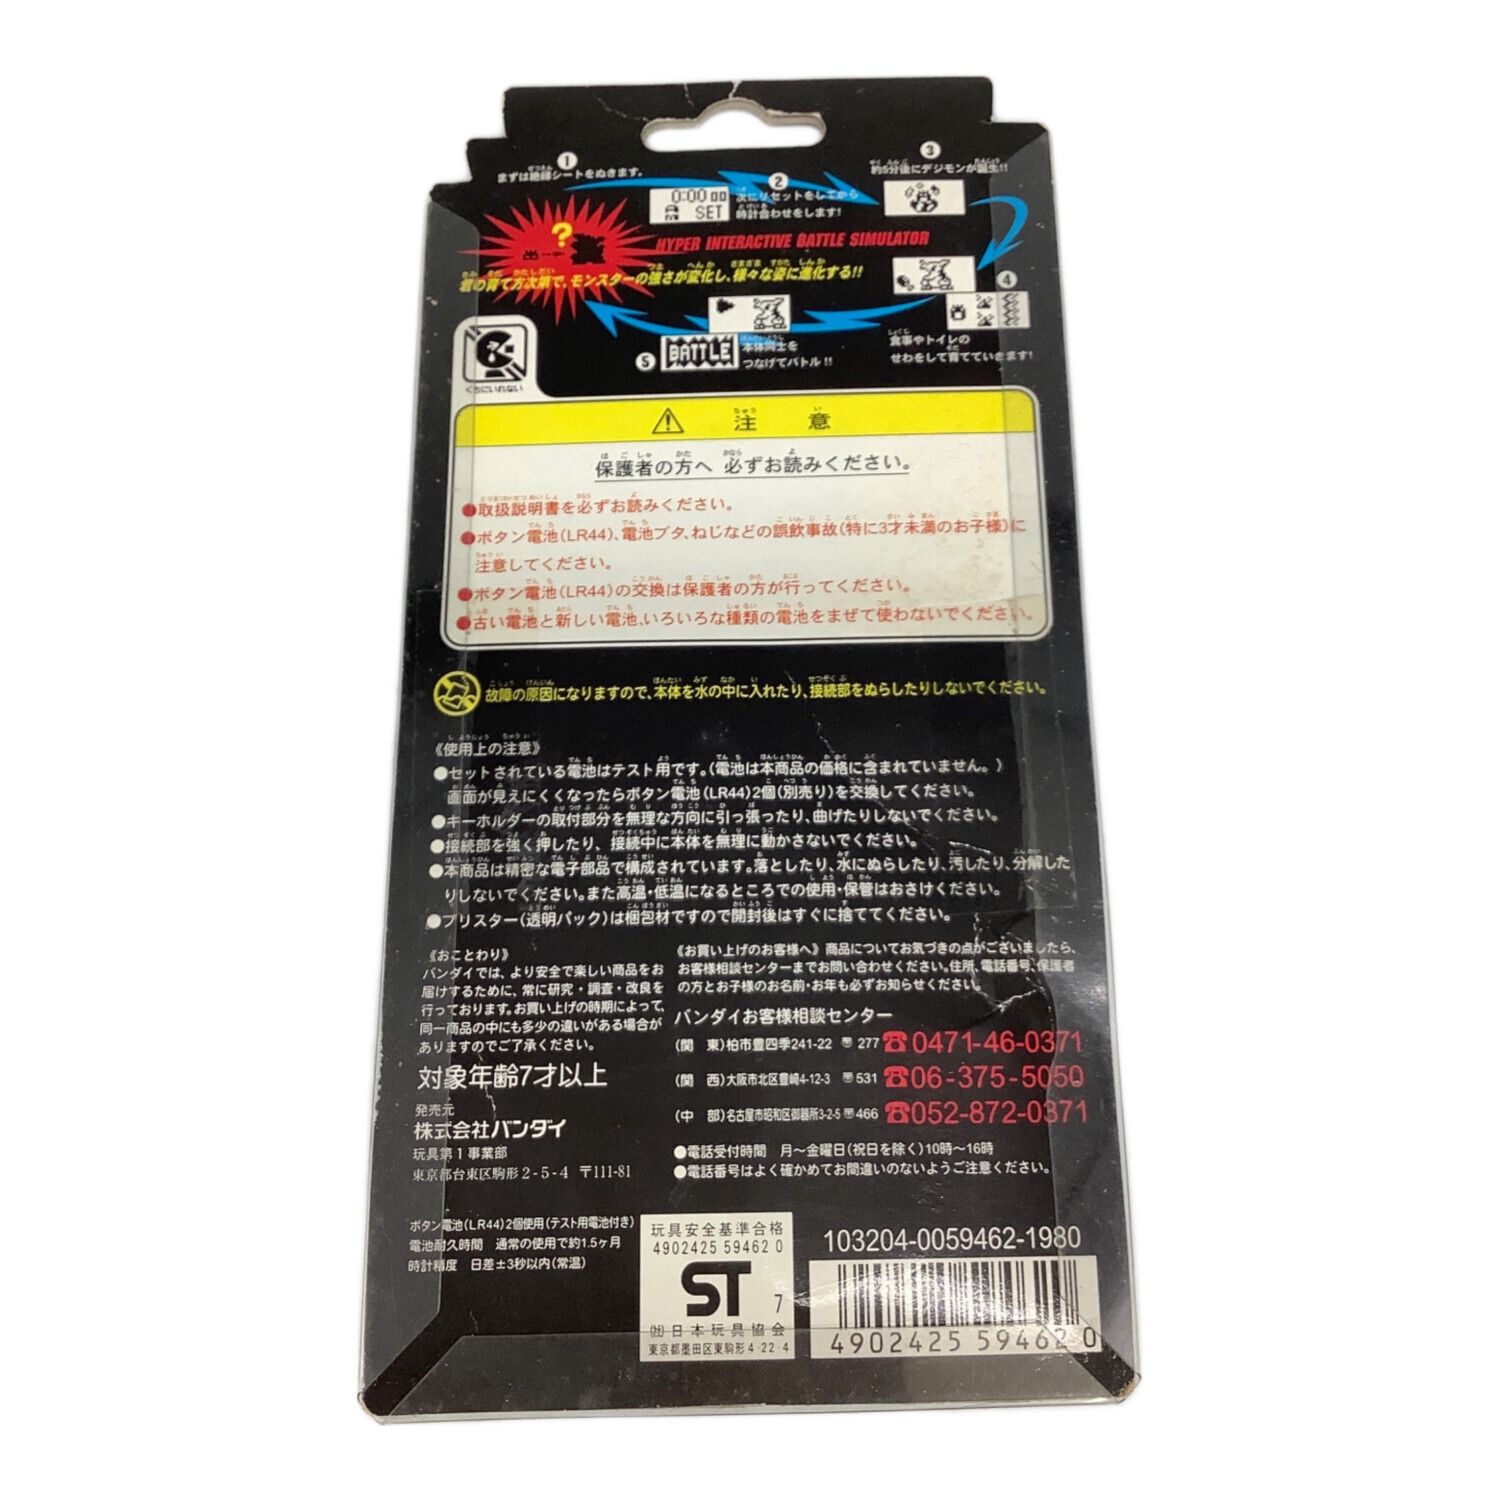 ① まずは絶縁シートをぬきます。
② 次にリセットをしてから
時計合わせをします!
③ 約5分後にデジモンが誕生!!
0:00 00
SET
?
HYPER INTERACTIVE BATTLE SIMULATOR
君の育て方次第で、モンスターの強さが変化し、様々な姿に進化する!!
④ 食事やトイレの
せわをして育てていきます!
⑤ BATTLE
本体同士を
つなげてバトル!!
くちにいれない
注意
保護者の方へ 必ずお読みください。
●取扱説明書を必ずお読みください。
●ボタン電池(LR44)、電池ブタ、ねじなどの誤飲事故(特に3才未満のお子様)に
注意してください。
●ボタン電池(LR44)の交換は保護者の方が行ってください。
●古い電池と新しい電池、いろいろな種類の電池をまぜて使わないでください。
故障の原因になりますので、本体を水の中に入れたり、接続部をぬらしたりしないでください。
《使用上の注意》
●セットされている電池はテスト用です。(電池は本商品の価格に含まれていません。)
画面が見えにくくなったらボタン電池(LR44)2個(別売り)を交換してください。
●キーホルダーの取付部分を無理な方向に引っ張ったり、曲げたりしないでください。
●接続部を強く押したり、接続中に本体を無理に動かさないでください。
●本商品は精密な電子部品で構成されています。落としたり、水にぬらしたり、汚したり、分解した
りしないでください。また高温・低温になるところでの使用・保管はおさけください。
●ブリスター(透明パック)は梱包材ですので開封後はすぐに捨ててください。
《おことわり》
バンダイでは、より安全で楽しい商品をお
届けするために、常に研究・調査・改良を
行っております。お買い上げの時期によって、
同一商品の中にも多少の違いがある場合が
ありますのでご了承ください。
対象年齢7才以上
発売元
株式会社バンダイ
玩具第1事業部
東京都台東区駒形2-5-4 〒111-81
《お買い上げのお客様へ》商品についてお気づきの点がございましたら、
お客様相談センターまでお問い合わせください。住所、電話番号、保護者
の方とお子様のお名前・お年も必ずお知らせください。
バンダイお客様相談センター
(関 東)柏市豊四季241-22 〒277 ☎0471-46-0371
(関 西)大阪市北区豊崎4-12-3 〒531 ☎06-375-5050
(中 部)名古屋市昭和区御器所3-2-5 〒466 ☎052-872-0371
●電話受付時間 月〜金曜日(祝日を除く)10時〜16時
●電話番号はよく確かめてお間違いのないようご注意ください。
ボタン電池(LR44)2個使用(テスト用電池付き)
電池耐久時間 通常の使用で約1.5ヶ月
時計精度 日差±3秒以内(常温)
玩具安全基準合格
4902425 59462 0
ST 7
㈳日本玩具協会
東京都墨田区東駒形4-22-4
103204-0059462-1980
4902425 59462 0